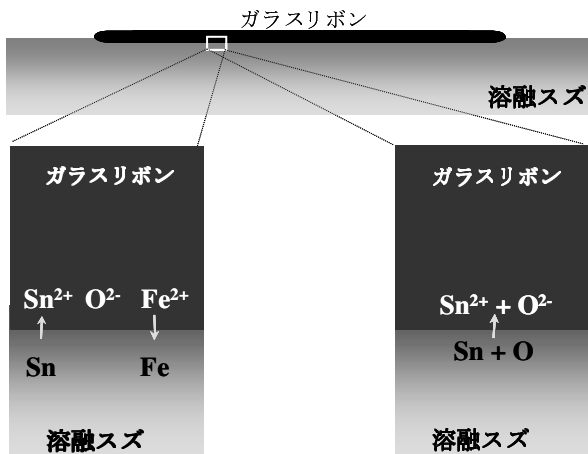 ガラスリボン
溶融スズ
ガラスリボン
Sn²⁺ O²⁻ Fe²⁺
Sn Fe
溶融スズ
ガラスリボン
Sn²⁺ + O²⁻
Sn + O
溶融スズ